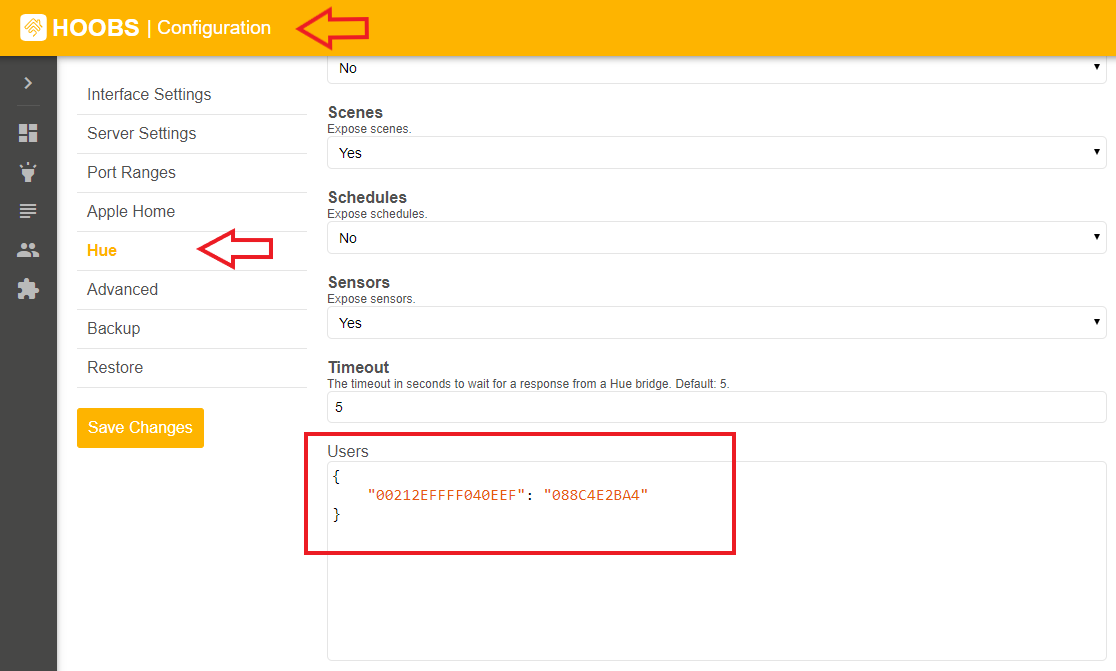 HOOBS | Configuration
Interface Settings
Server Settings
Port Ranges
Apple Home
Hue
Advanced
Backup
Restore
Save Changes
No
Scenes
Expose scenes.
Yes
Schedules
Expose schedules.
No
Sensors
Expose sensors.
Yes
Timeout
The timeout in seconds to wait for a response from a Hue bridge. Default: 5.
5
Users
{
"00212EFFFF040EEF": "088C4E2BA4"
}